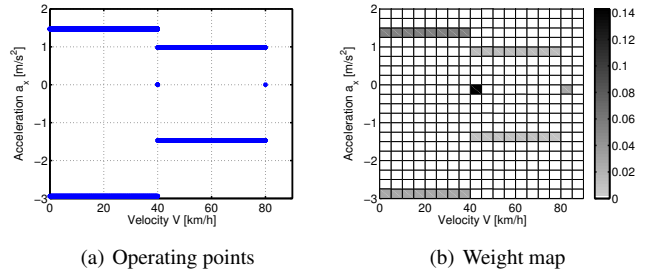 2
1
0
−1
−2
−3
0 20 40 60 80
Acceleration a_x [m/s²]
Velocity V [km/h]
(a) Operating points
2
1
0
−1
−2
−3
0 20 40 60 80
Acceleration a_x [m/s²]
Velocity V [km/h]
0.14
0.12
0.1
0.08
0.06
0.04
0.02
0
(b) Weight map